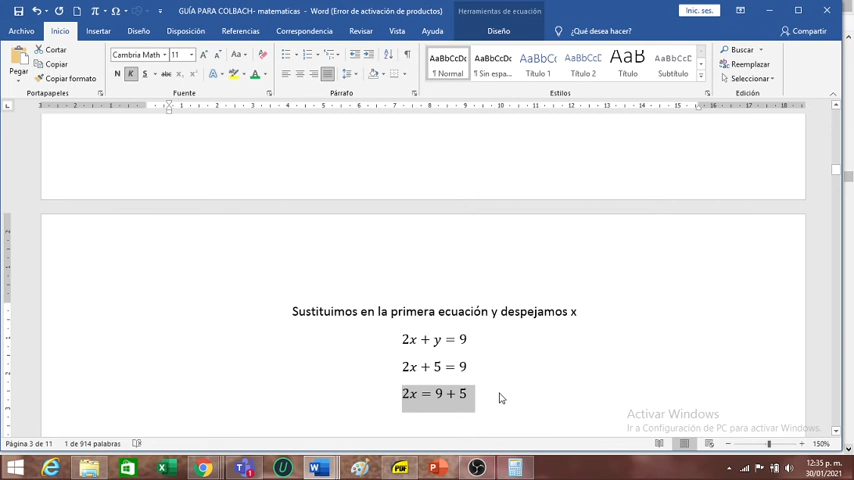 GUÍA PARA COLBACH- matematicas - Word (Error de activación de productos)
Herramientas de ecuación
Inic. ses.
Archivo Inicio Insertar Diseño Disposición Referencias Correspondencia Revisar Vista Ayuda Diseño ¿Qué desea hacer? Compartir
Pegar
Cortar
Copiar
Copiar formato
Portapapeles
Cambria Math 11
Fuente
Párrafo
AaBbCcDc AaBbCcDc AaBbCc AaBbCcD AaB AaBbCcD
¶ Normal ¶ Sin espa... Título 1 Título 2 Título Subtítulo
Estilos
Buscar
Reemplazar
Seleccionar
Edición
Sustituimos en la primera ecuación y despejamos x
2x + y = 9
2x + 5 = 9
2x = 9 + 5
Activar Windows
Ir a Configuración de PC para activar Windows.
Página 3 de 11 1 de 914 palabras 150%
12:35 p. m.
30/01/2021